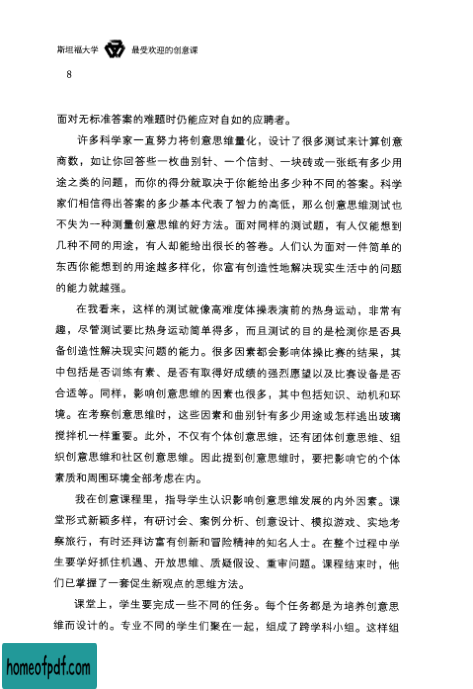 斯坦福大学 最受欢迎的创意课
8
面对无标准答案的难题时仍能应对自如的应聘者。
许多科学家一直努力将创意思维量化，设计了很多测试来计算创意
商数，如让你回答些一枚曲别针、一个信封、一块砖或一张纸有多少用
途之类的问题，而你的得分就取决于你能给出多少种不同的答案。科学
家们相信得出答案的多少基本代表了智力的高低，那么创意思维测试也
不失为一种测量创意思维的好方法。面对同样的测试题，有人仅能想到
几种不同的用途，有人却能给出很长的答卷。人们认为面对一件简单的
东西你能想到的用途越多样化，你富有创造性地解决现实生活中的问题
的能力就越强。
在我看来，这样的测试就像高难度体操表演前的热身运动，非常有
趣，尽管测试要比热身运动简单得多，而且测试的目的是检测你是否具
备创造性解决现实问题的能力。很多因素都会影响体操比赛的结果，其
中包括是否训练有素、是否有取得好成绩的强烈愿望以及比赛设备是否
合适等。同样，影响创意思维的因素也很多，其中包括知识、动机和环
境。在考察创意思维时，这些因素和曲别针有多少用途或怎样逃出玻璃
搅拌机一样重要。此外，不仅有个体创意思维，还有团体创意思维、组
织创意思维和社区创意思维。因此提到创意思维时，要把影响它的个体
素质和周围环境全部考虑在内。
我在创意课程里，指导学生认识影响创意思维发展的内外因素。课
堂形式新颖多样，有研讨会、案例分析、创意设计、模拟游戏、实地考
察旅行，有时还拜访富有创新和冒险精神的知名人士。在整个过程中学
生要学好抓住机遇、开放思维、质疑假设、重审问题。课程结束时，他
们已掌握了一套促生新观点的思维方法。
课堂上，学生要完成一些不同的任务。每个任务都是为培养创意思
维而设计的。专业不同的学生们聚在一起，组成了跨学科小组。这样组
homeofpdf.com